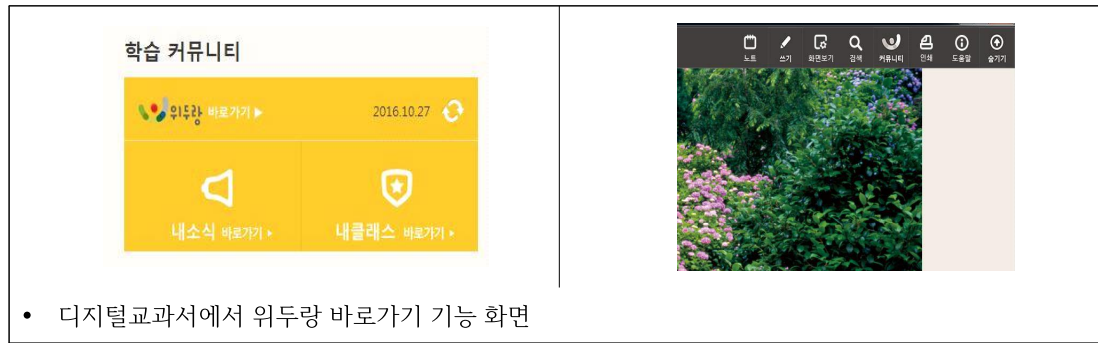 학습 커뮤니티
위두랑 바로가기 ▶ 2016.10.27
내소식 바로가기 ▶ 내클래스 바로가기 ▶
노트 쓰기 화면보기 검색 커뮤니티 인쇄 도움말 숨기기
• 디지털교과서에서 위두랑 바로가기 기능 화면